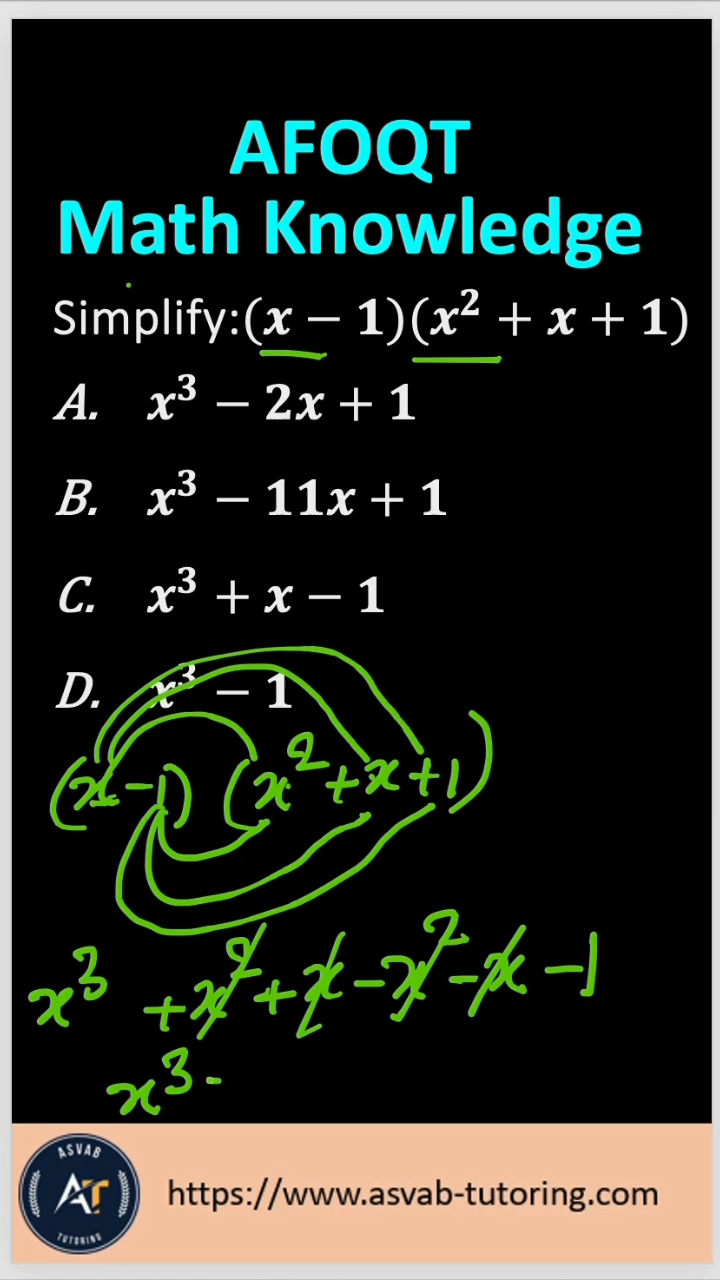 AFOQT
Math Knowledge
Simplify:(x − 1)(x² + x + 1)
A. x³ − 2x + 1
B. x³ − 11x + 1
C. x³ + x − 1
D. x³ − 1
(x-1) (x²+x+1)
x³ +x²+x-x²-x-1
x³-
ASVAB
AT
TUTORING
https://www.asvab-tutoring.com